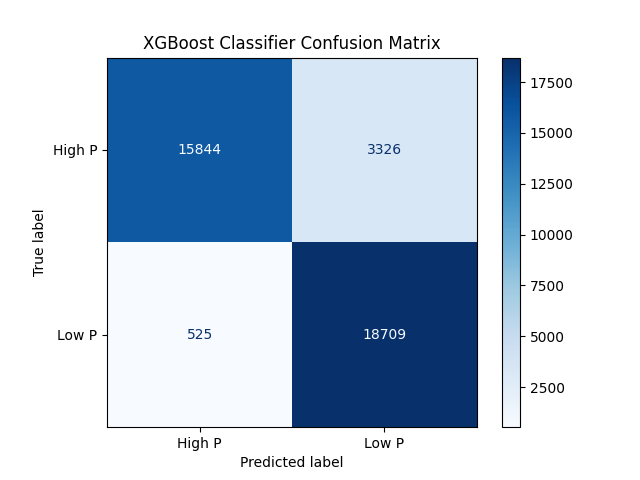 XGBoost Classifier Confusion Matrix
True label
High P
15844
3326
Low P
525
18709
High P
Low P
Predicted label
17500
15000
12500
10000
7500
5000
2500